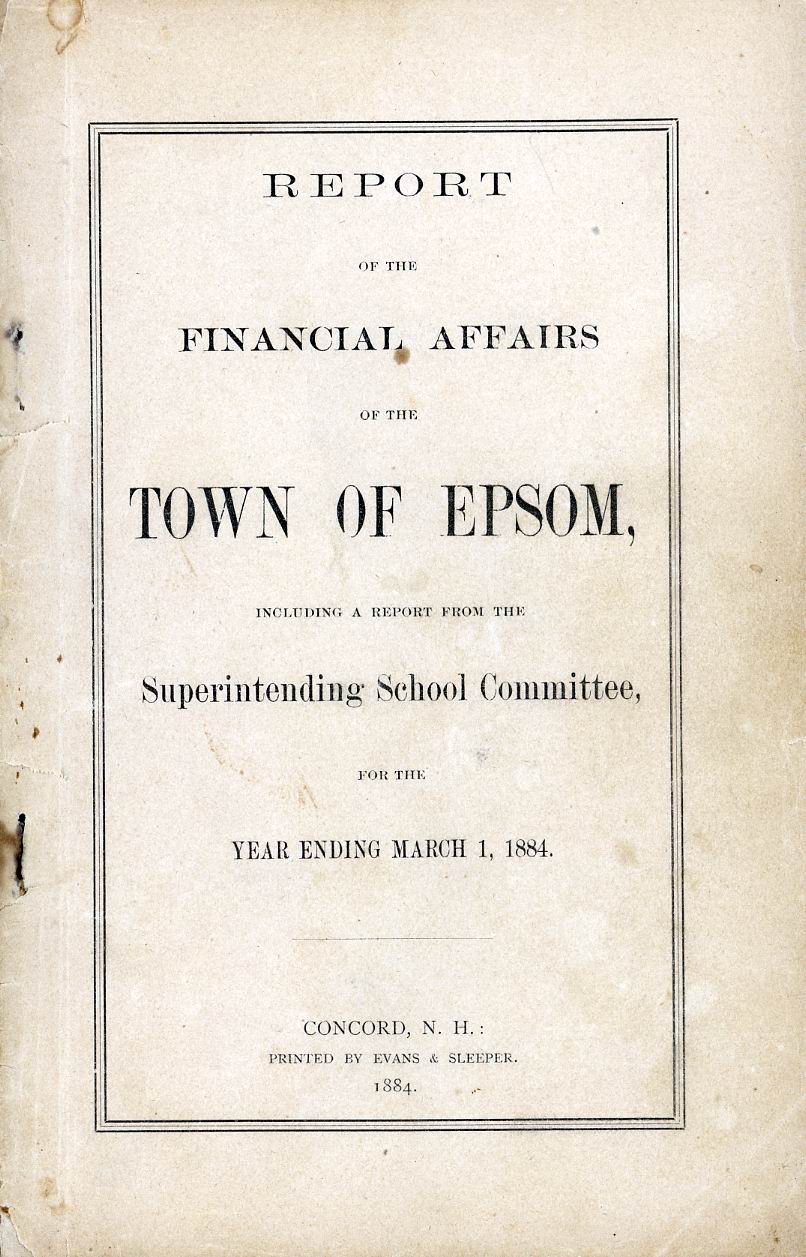 REPORT
OF THE
FINANCIAL AFFAIRS
OF THE
TOWN OF EPSOM,
INCLUDING A REPORT FROM THE
Superintending School Committee,
FOR THE
YEAR ENDING MARCH 1, 1884.
CONCORD, N. H.:
PRINTED BY EVANS & SLEEPER.
1884.